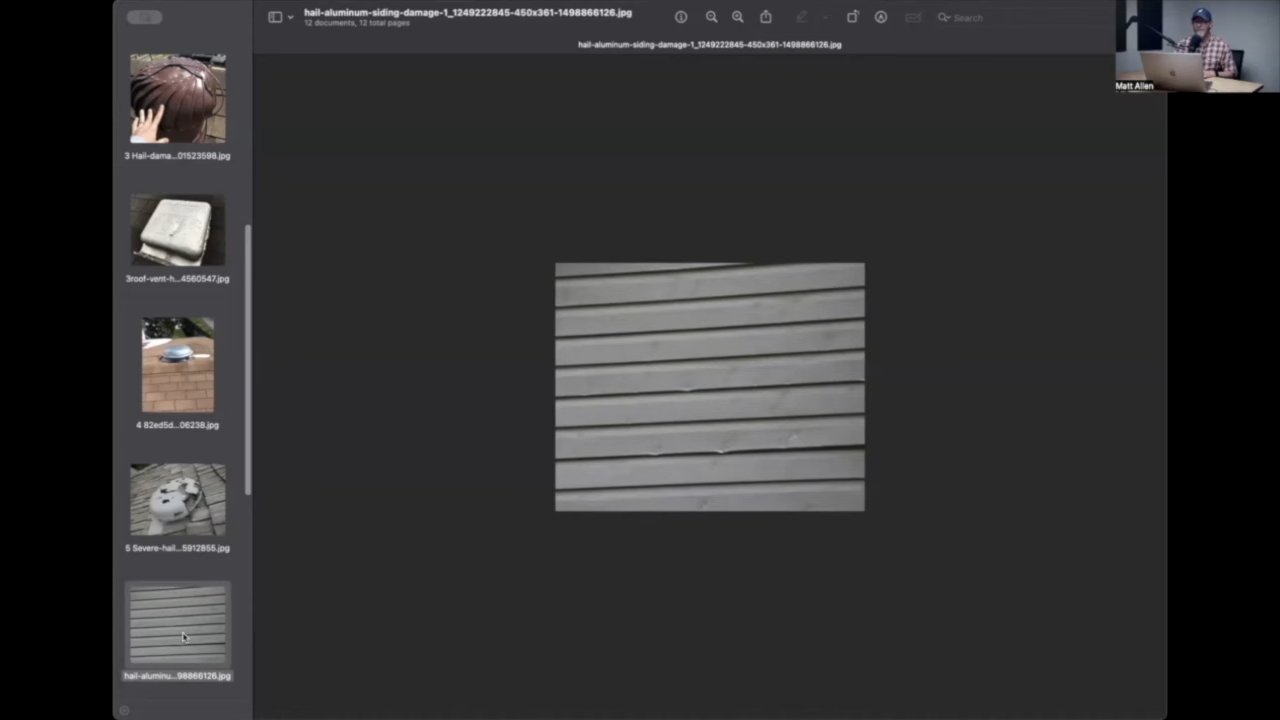 hail-aluminum-siding-damage-1_1249222845-450x361-1498866126.jpg
12 documents, 12 total pages
Search
hail-aluminum-siding-damage-1_1249222845-450x361-1498866126.jpg
Matt Allen
3 Hail-dama...01523598.jpg
3roof-vent-h...4560547.jpg
4 82ed5d...06238.jpg
5 Severe-hail...5912855.jpg
hail-aluminu...98866126.jpg